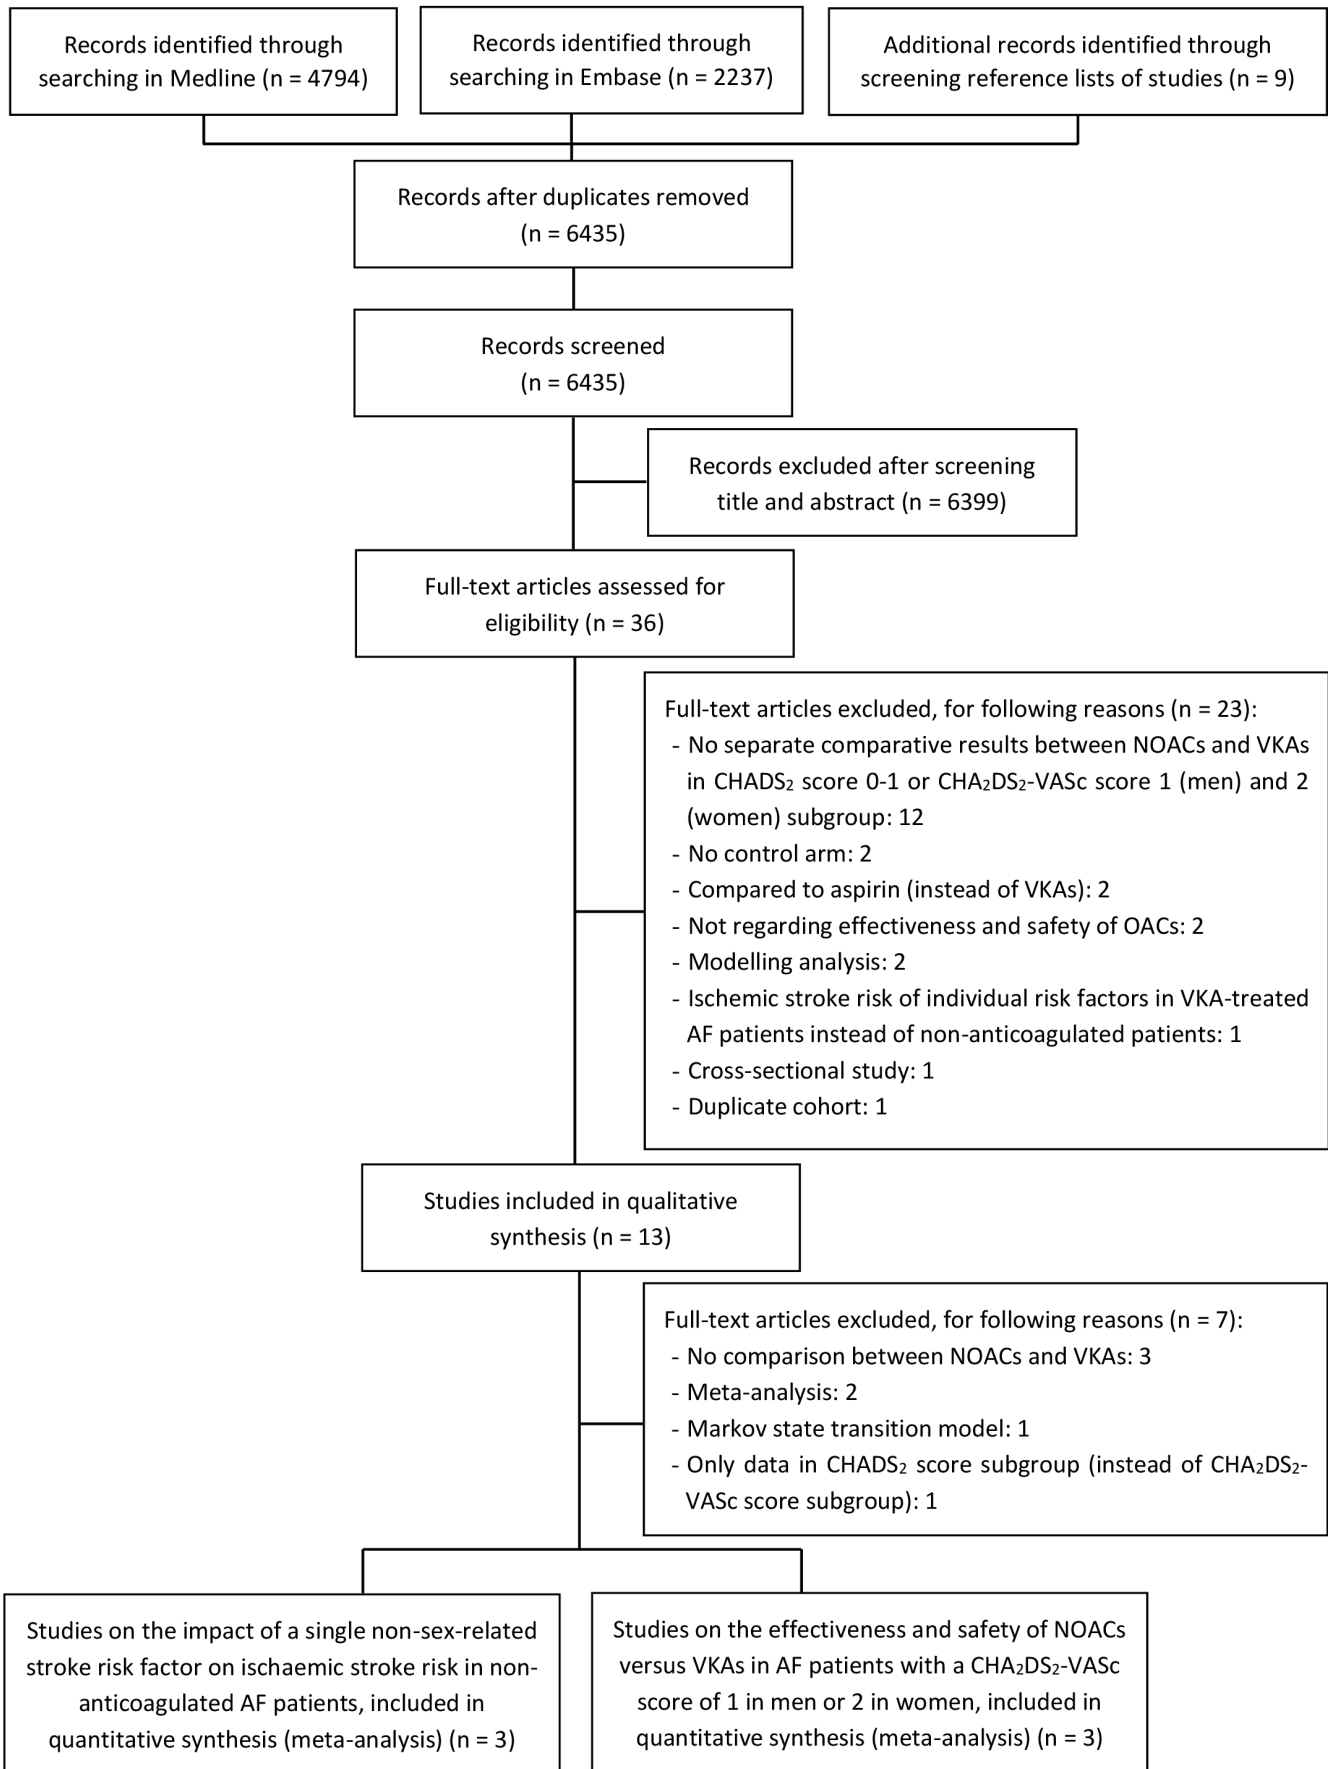 Records identified through
searching in Medline (n = 4794)
Records identified through
searching in Embase (n = 2237)
Additional records identified through
screening reference lists of studies (n = 9)
Records after duplicates removed
(n = 6435)
Records screened
(n = 6435)
Records excluded after screening
title and abstract (n = 6399)
Full-text articles assessed for
eligibility (n = 36)
Full-text articles excluded, for following reasons (n = 23):
- No separate comparative results between NOACs and VKAs
in CHADS₂ score 0-1 or CHA₂DS₂-VASc score 1 (men) and 2
(women) subgroup: 12
- No control arm: 2
- Compared to aspirin (instead of VKAs): 2
- Not regarding effectiveness and safety of OACs: 2
- Modelling analysis: 2
- Ischemic stroke risk of individual risk factors in VKA-treated
AF patients instead of non-anticoagulated patients: 1
- Cross-sectional study: 1
- Duplicate cohort: 1
Studies included in qualitative
synthesis (n = 13)
Full-text articles excluded, for following reasons (n = 7):
- No comparison between NOACs and VKAs: 3
- Meta-analysis: 2
- Markov state transition model: 1
- Only data in CHADS₂ score subgroup (instead of CHA₂DS₂-
VASc score subgroup): 1
Studies on the impact of a single non-sex-related
stroke risk factor on ischaemic stroke risk in non-
anticoagulated AF patients, included in
quantitative synthesis (meta-analysis) (n = 3)
Studies on the effectiveness and safety of NOACs
versus VKAs in AF patients with a CHA₂DS₂-VASc
score of 1 in men or 2 in women, included in
quantitative synthesis (meta-analysis) (n = 3)